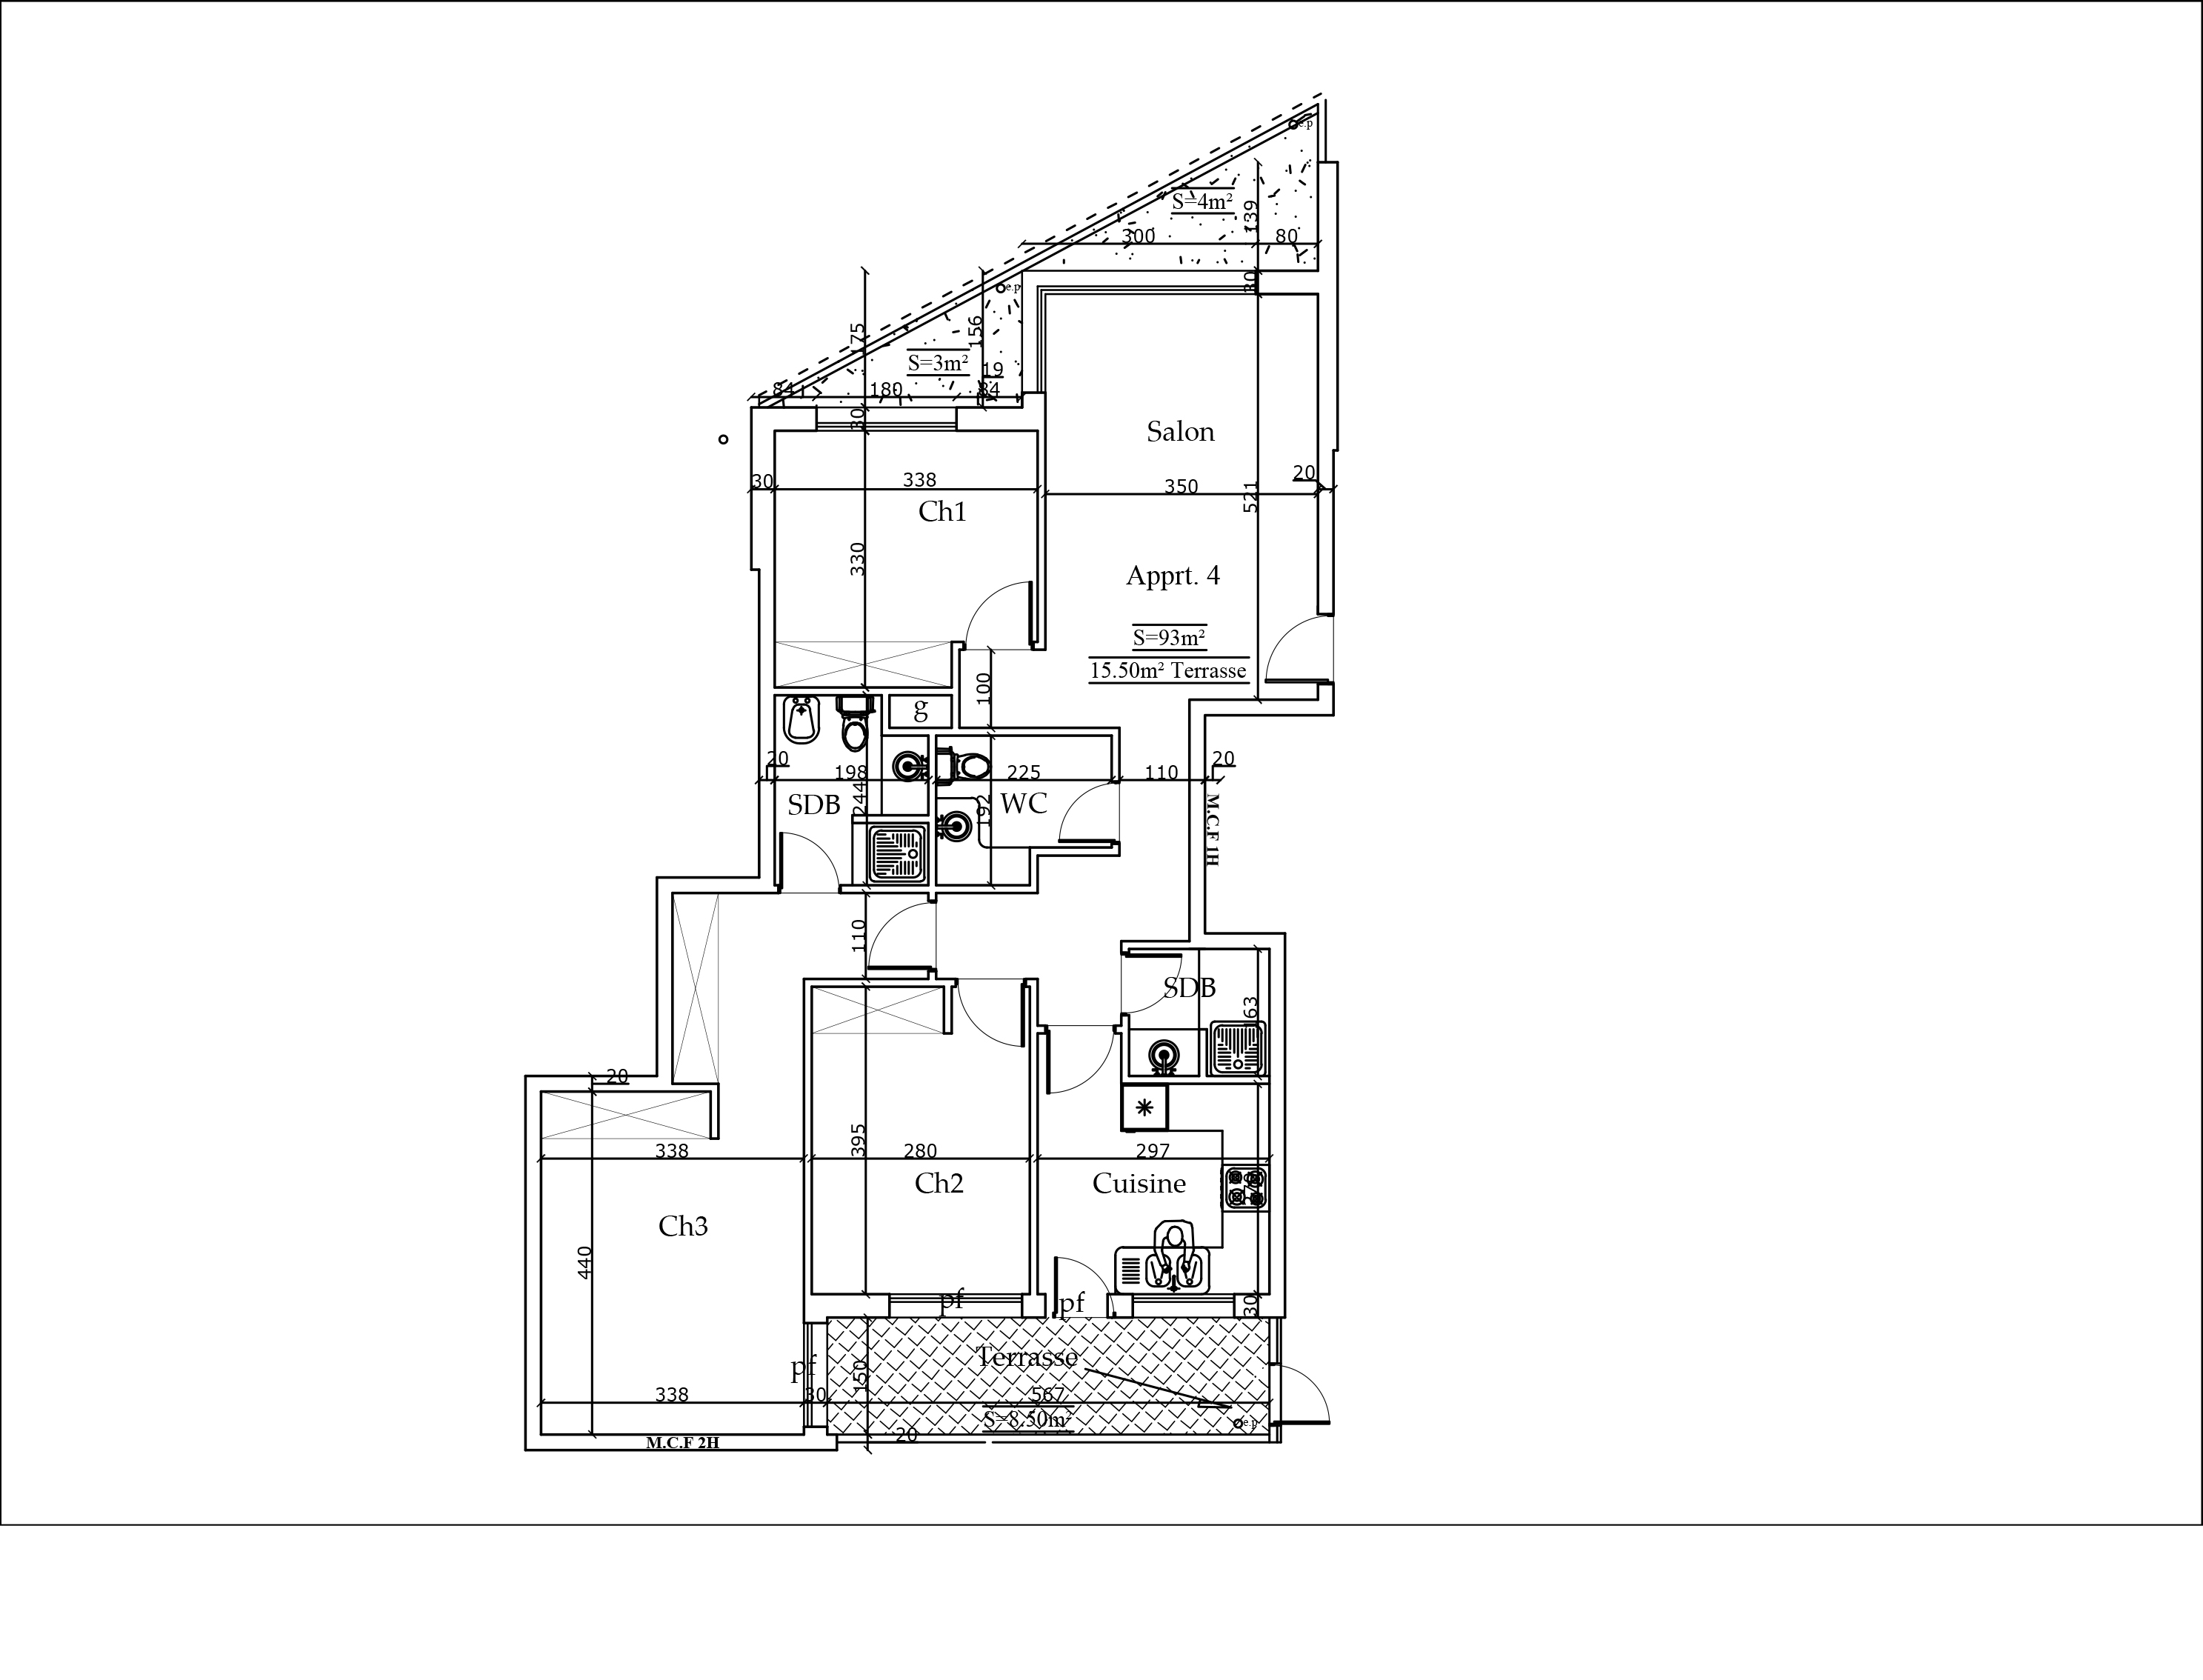 e.p
S=4m²
139
300
80
30
e.p
175
156
S=3m²
19
84
180
84
30
Salon
30
338
350
20
521
Ch1
330
Apprt. 4
S=93m²
15.50m² Terrasse
100
g
20
198
225
110
20
244
192
SDB
WC
M.C.F 1H
110
SDB
163
20
395
338
280
297
Ch2
Cuisine
Ch3
440
pf
pf
30
Terrasse
pf
150
338
30
567
S=8.50m²
e.p
20
M.C.F 2H